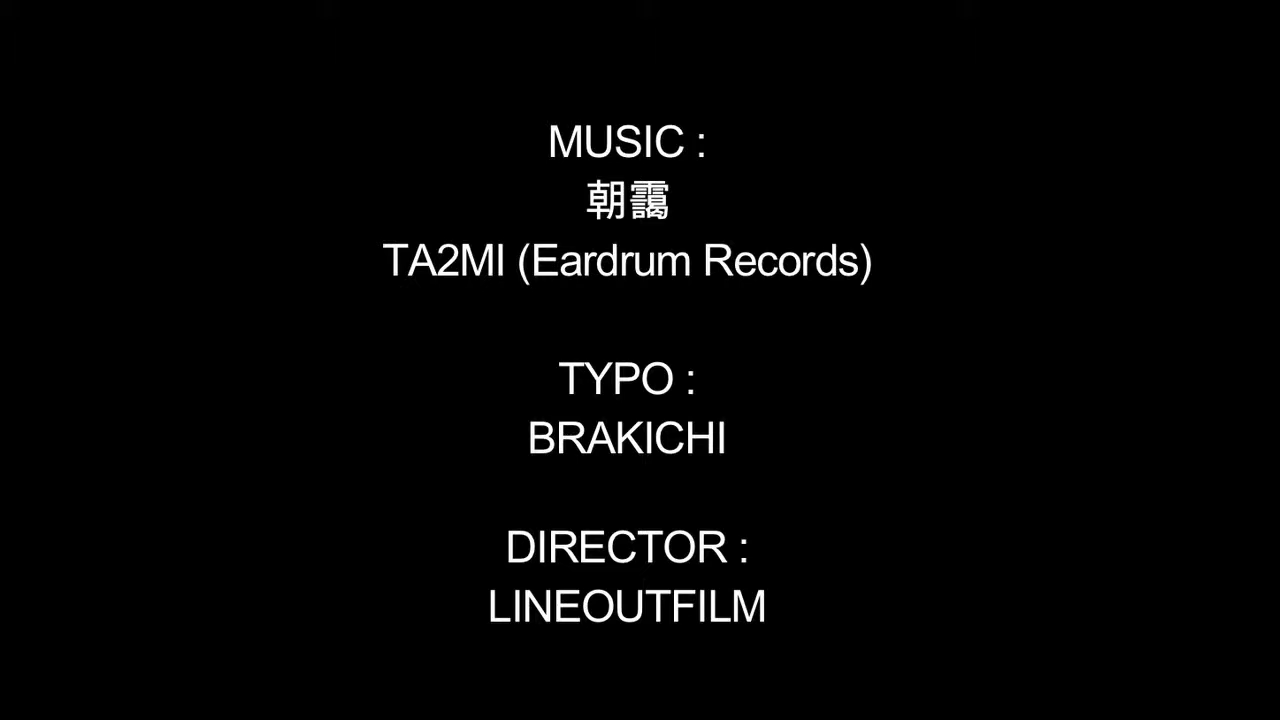 MUSIC :
朝靄
TA2MI (Eardrum Records)
TYPO :
BRAKICHI
DIRECTOR :
LINEOUTFILM